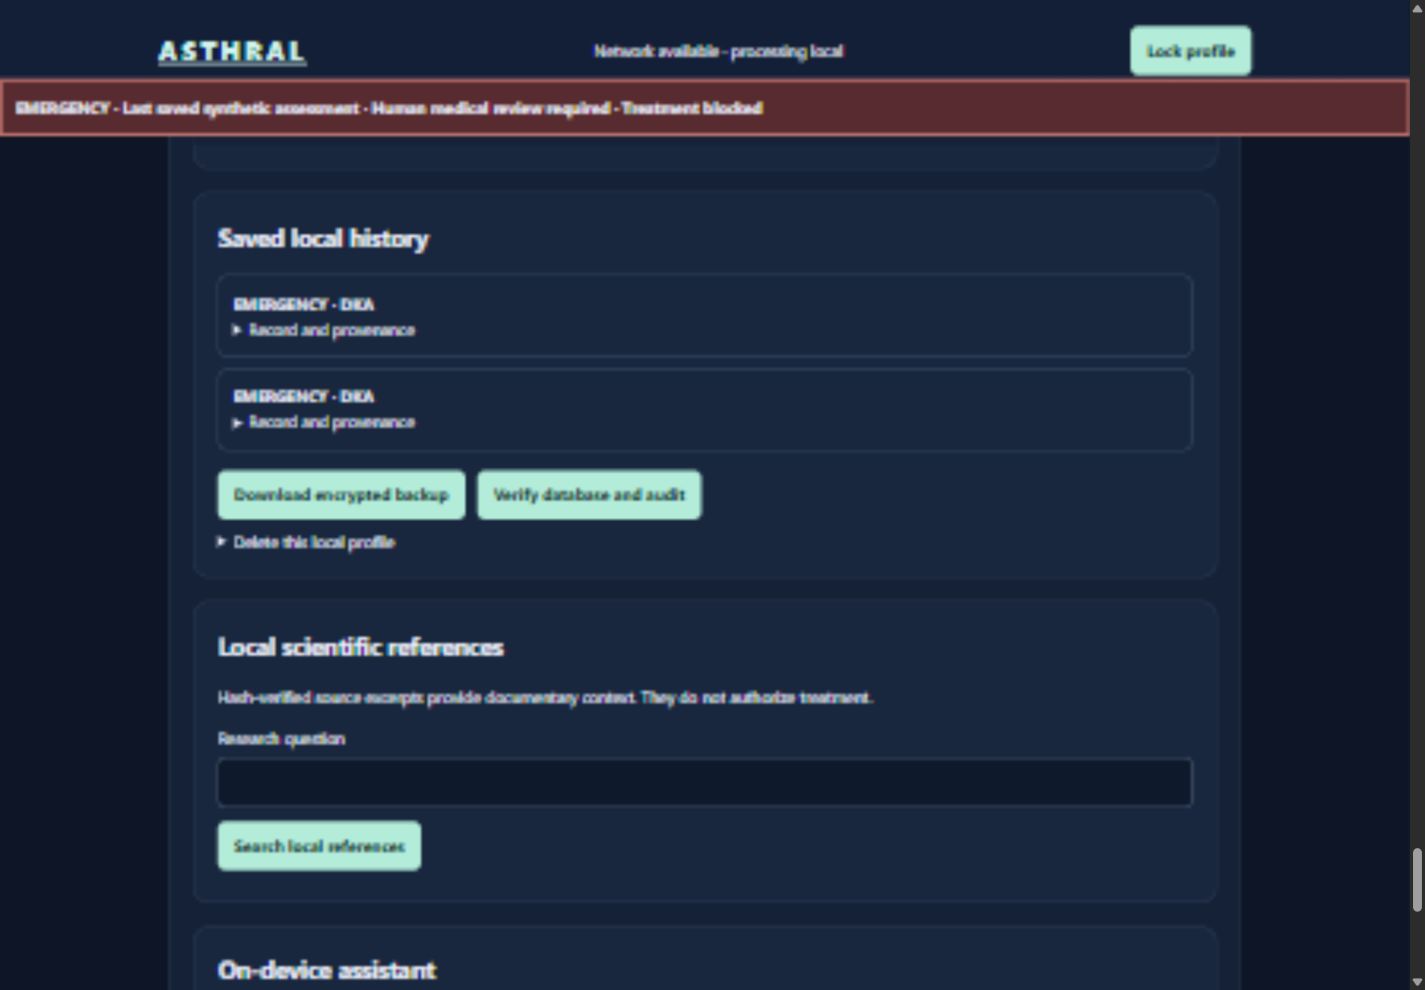 ASTHRAL
Network available - processing local
Lock profile
EMERGENCY - Last saved synthetic assessment - Human medical review required - Treatment blocked
Saved local history
EMERGENCY - DKA
Record and provenance
EMERGENCY - DKA
Record and provenance
Download encrypted backup
Verify database and audit
Delete this local profile
Local scientific references
Hash-verified source excerpts provide documentary context. They do not authorize treatment.
Research question
Search local references
On-device assistant